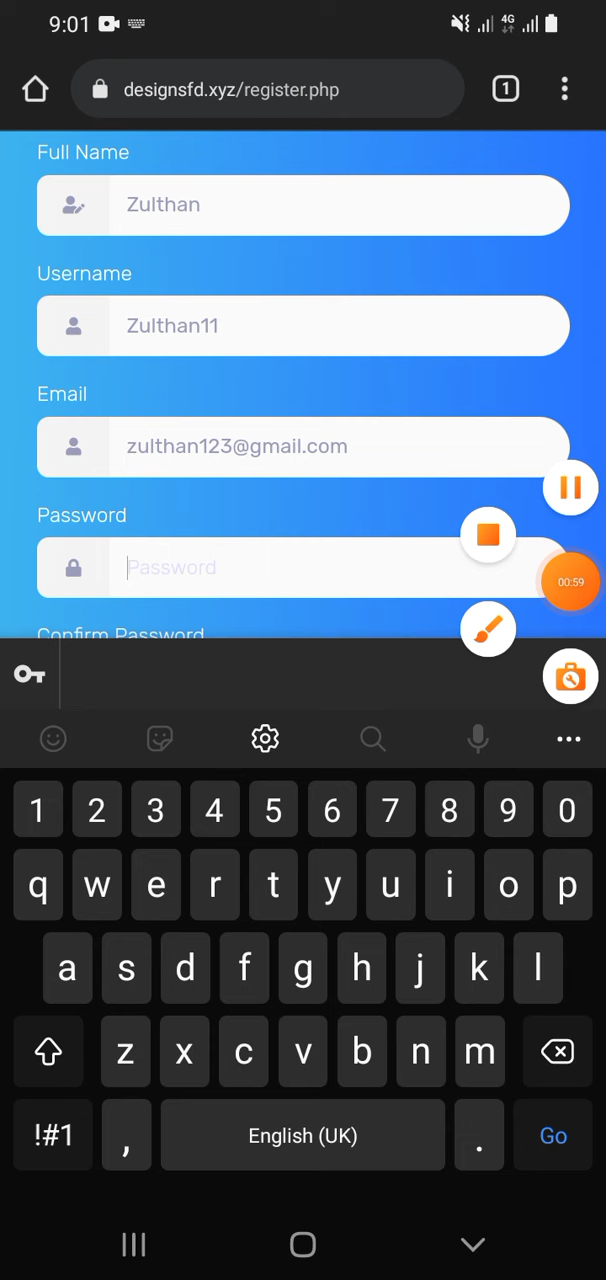 9:01
4G
designsfd.xyz/register.php
1
Full Name
Zulthan
Username
Zulthan11
Email
zulthan123@gmail.com
Password
Password
00:59
Confirm Password
1 2 3 4 5 6 7 8 9 0
q w e r t y u i o p
a s d f g h j k l
z x c v b n m
!#1 , English (UK) . Go